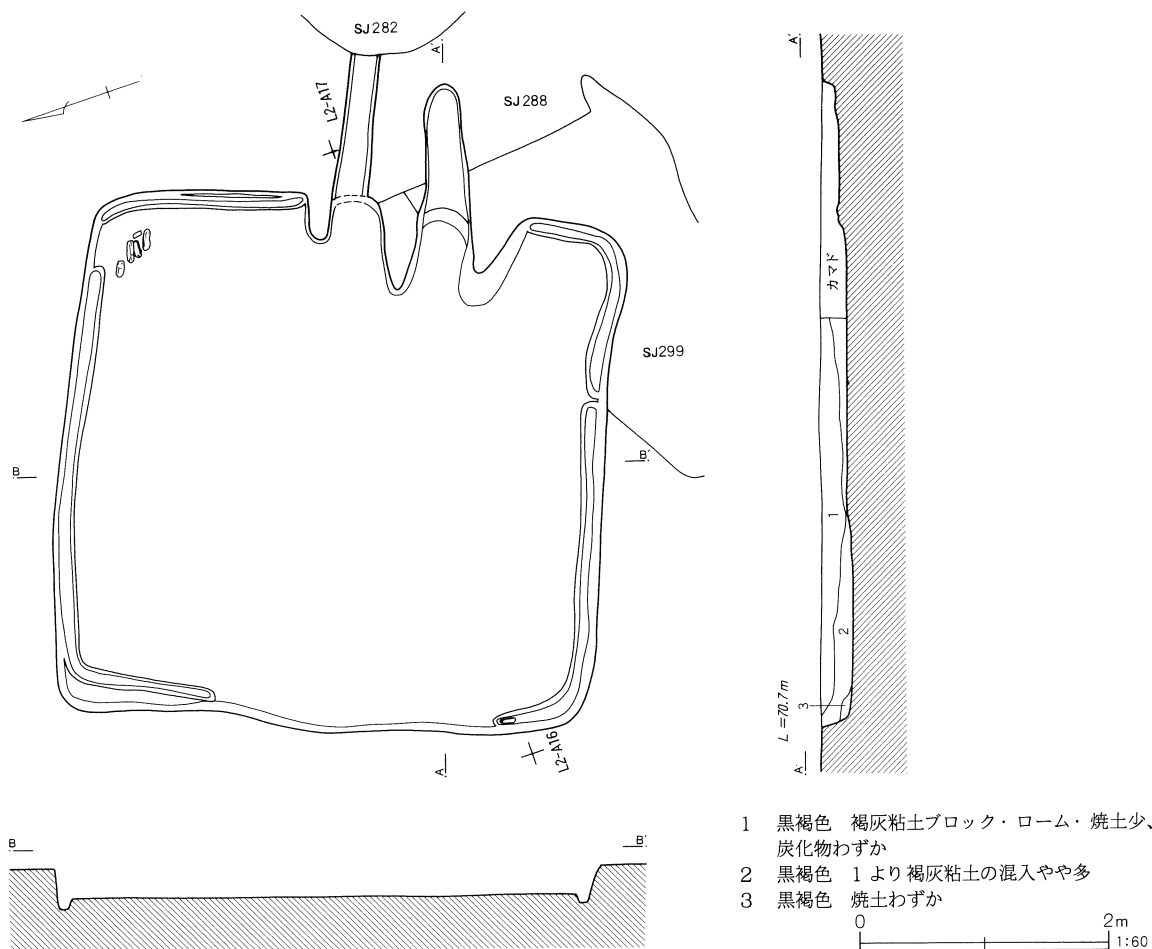 SJ282
A'
L2-A17
SJ288
SJ299
B
B'
A
L2-A16
A'
カマド
1
2
3
L=70.7m
A
B
B'
1 黒褐色 褐灰粘土ブロック・ローム・焼土少、
炭化物わずか
2 黒褐色 1より褐灰粘土の混入やや多
3 黒褐色 焼土わずか
0 2m
1:60